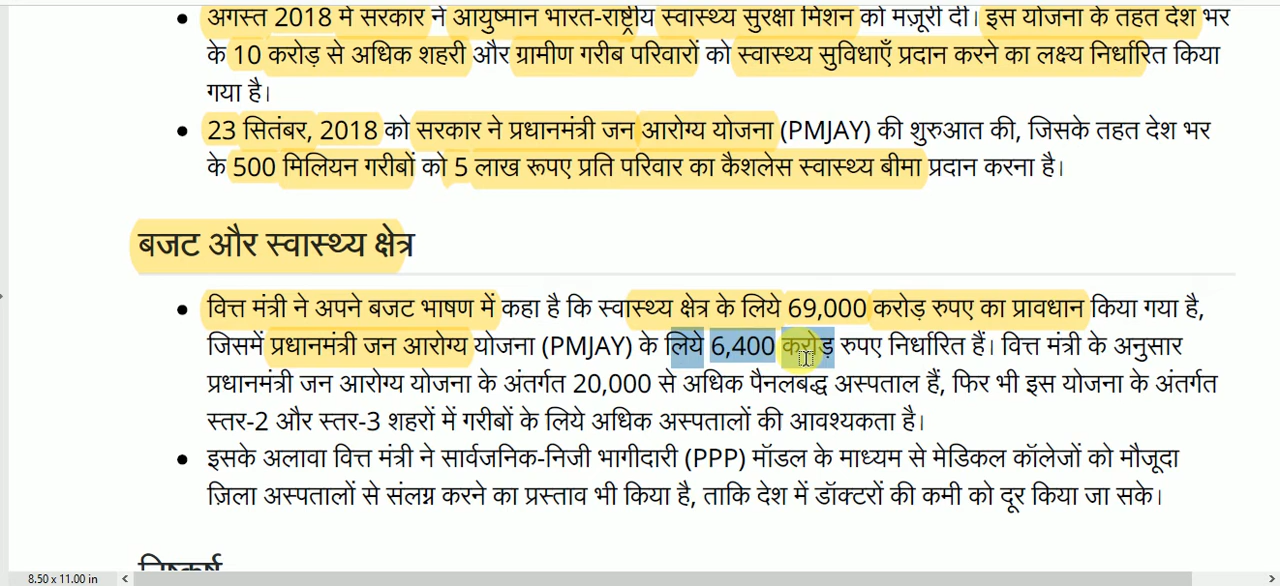 अगस्त 2018 में सरकार ने आयुष्मान भारत-राष्ट्रीय स्वास्थ्य सुरक्षा मिशन को मज़ूरी दी। इस योजना के तहत देश भर
के 10 करोड़ से अधिक शहरी और ग्रामीण गरीब परिवारों को स्वास्थ्य सुविधाएँ प्रदान करने का लक्ष्य निर्धारित किया
गया है।
23 सितंबर, 2018 को सरकार ने प्रधानमंत्री जन आरोग्य योजना (PMJAY) की शुरुआत की, जिसके तहत देश भर
के 500 मिलियन गरीबों को 5 लाख रूपए प्रति परिवार का कैशलेस स्वास्थ्य बीमा प्रदान करना है।
बजट और स्वास्थ्य क्षेत्र
वित्त मंत्री ने अपने बजट भाषण में कहा है कि स्वास्थ्य क्षेत्र के लिये 69,000 करोड़ रुपए का प्रावधान किया गया है,
जिसमें प्रधानमंत्री जन आरोग्य योजना (PMJAY) के लिये 6,400 करोड़ रुपए निर्धारित हैं। वित्त मंत्री के अनुसार
प्रधानमंत्री जन आरोग्य योजना के अंतर्गत 20,000 से अधिक पैनलबद्ध अस्पताल हैं, फिर भी इस योजना के अंतर्गत
स्तर-2 और स्तर-3 शहरों में गरीबों के लिये अधिक अस्पतालों की आवश्यकता है।
इसके अलावा वित्त मंत्री ने सार्वजनिक-निजी भागीदारी (PPP) मॉडल के माध्यम से मेडिकल कॉलेजों को मौजूदा
ज़िला अस्पतालों से संलग्न करने का प्रस्ताव भी किया है, ताकि देश में डॉक्टरों की कमी को दूर किया जा सके।
निष्कर्ष
8.50 x 11.00 in